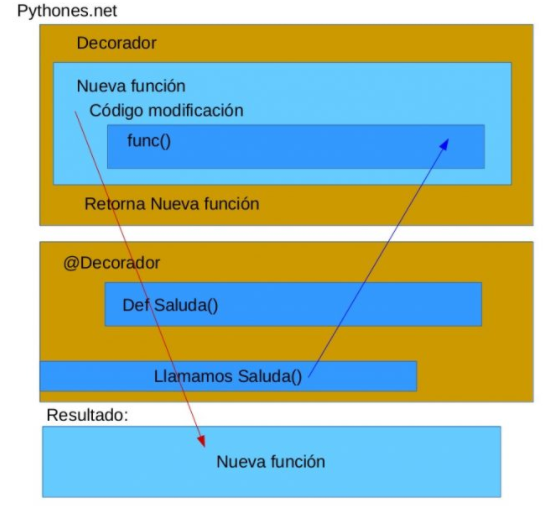 Pythones.net
Decorador
Nueva función
Código modificación
func()
Retorna Nueva función
@Decorador
Def Saluda()
Llamamos Saluda()
Resultado:
Nueva función